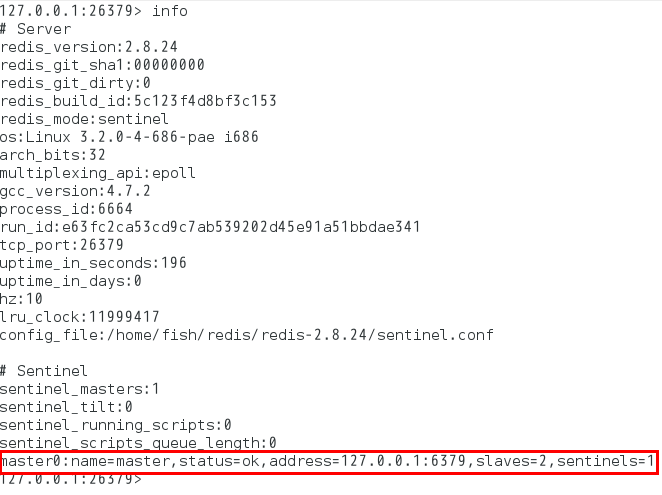 127.0.0.1:26379> info
# Server
redis_version:2.8.24
redis_git_sha1:00000000
redis_git_dirty:0
redis_build_id:5c123f4d8bf3c153
redis_mode:sentinel
os:Linux 3.2.0-4-686-pae i686
arch_bits:32
multiplexing_api:epoll
gcc_version:4.7.2
process_id:6664
run_id:e63fc2ca53cd9c7ab539202d45e91a51bbdae341
tcp_port:26379
uptime_in_seconds:196
uptime_in_days:0
hz:10
lru_clock:11999417
config_file:/home/fish/redis/redis-2.8.24/sentinel.conf

# Sentinel
sentinel_masters:1
sentinel_tilt:0
sentinel_running_scripts:0
sentinel_scripts_queue_length:0
master0:name=master,status=ok,address=127.0.0.1:6379,slaves=2,sentinels=1
127.0.0.1:26379>